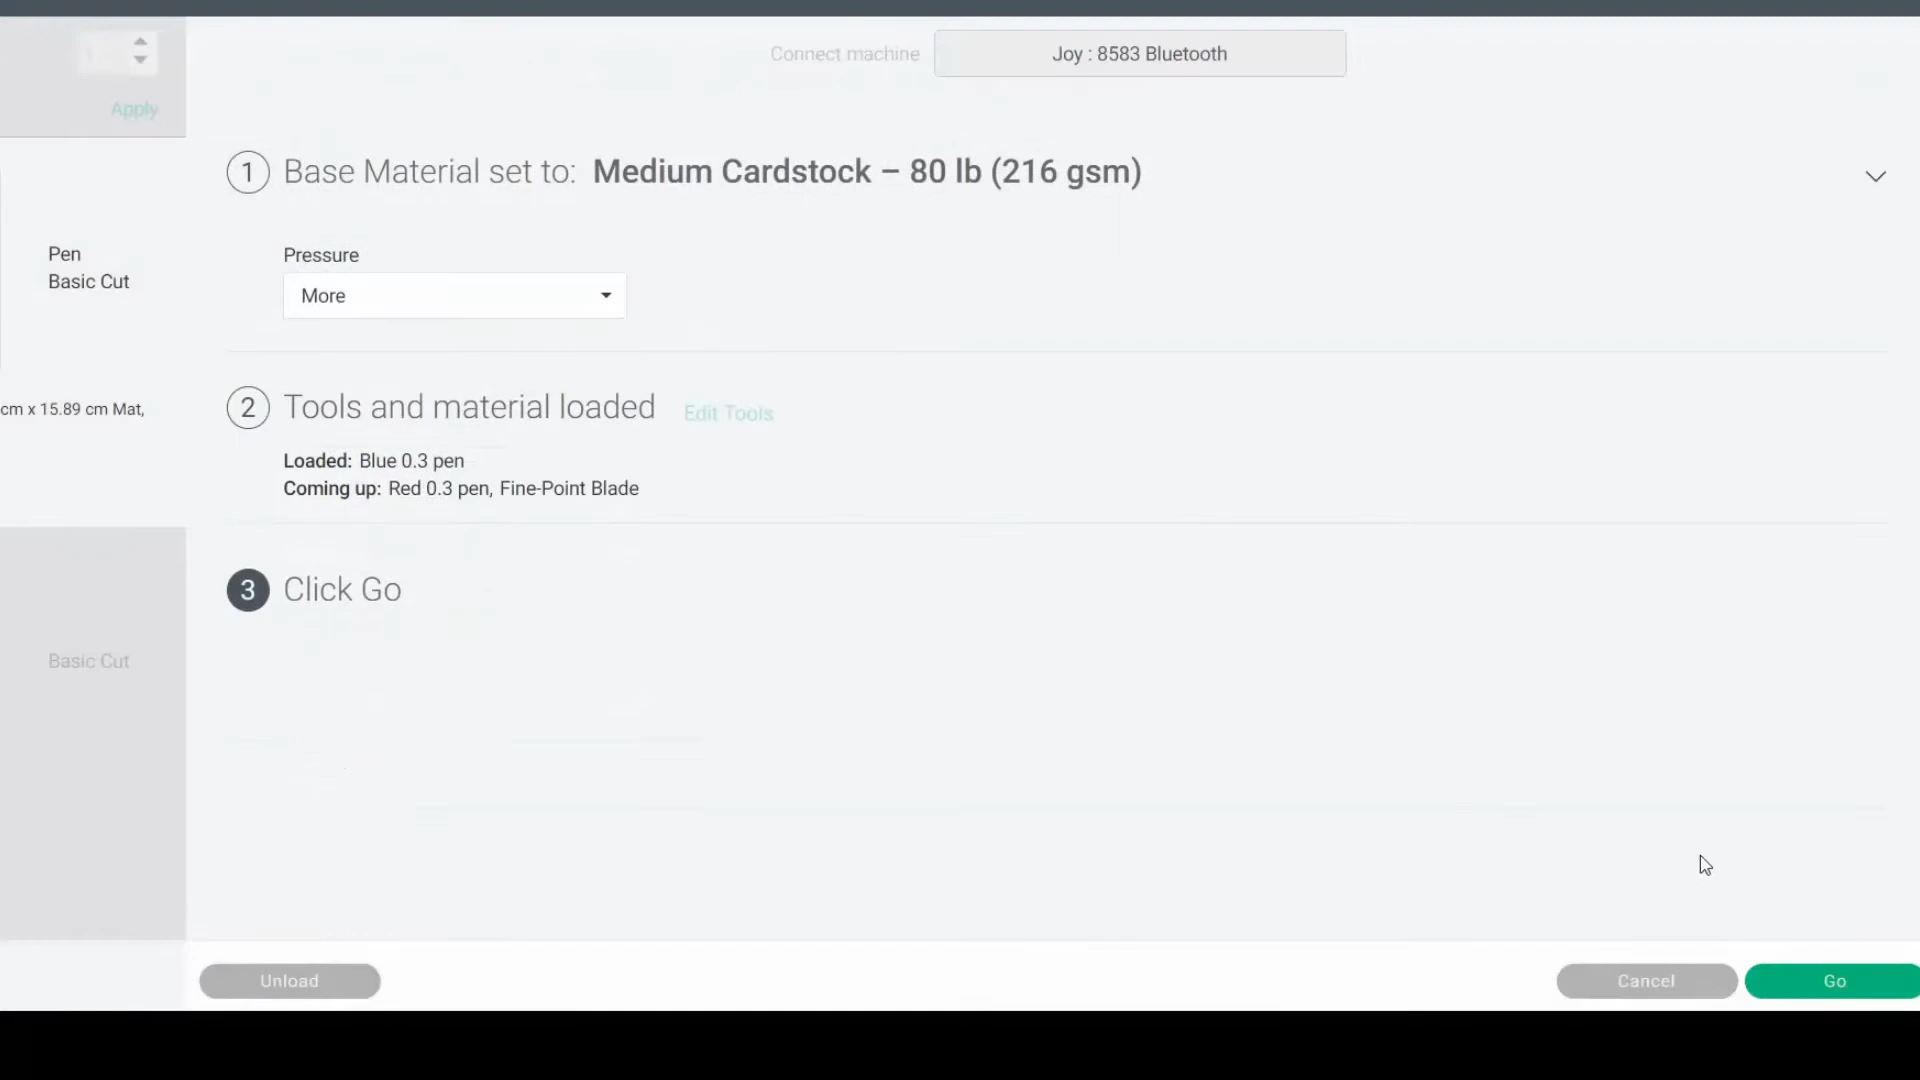 Connect machine
Joy : 8583 Bluetooth
Apply
1 Base Material set to: Medium Cardstock – 80 lb (216 gsm)
Pen
Basic Cut
Pressure
More
2 Tools and material loaded Edit Tools
cm x 15.89 cm Mat,
Loaded: Blue 0.3 pen
Coming up: Red 0.3 pen, Fine-Point Blade
3 Click Go
Basic Cut
Unload
Cancel
Go